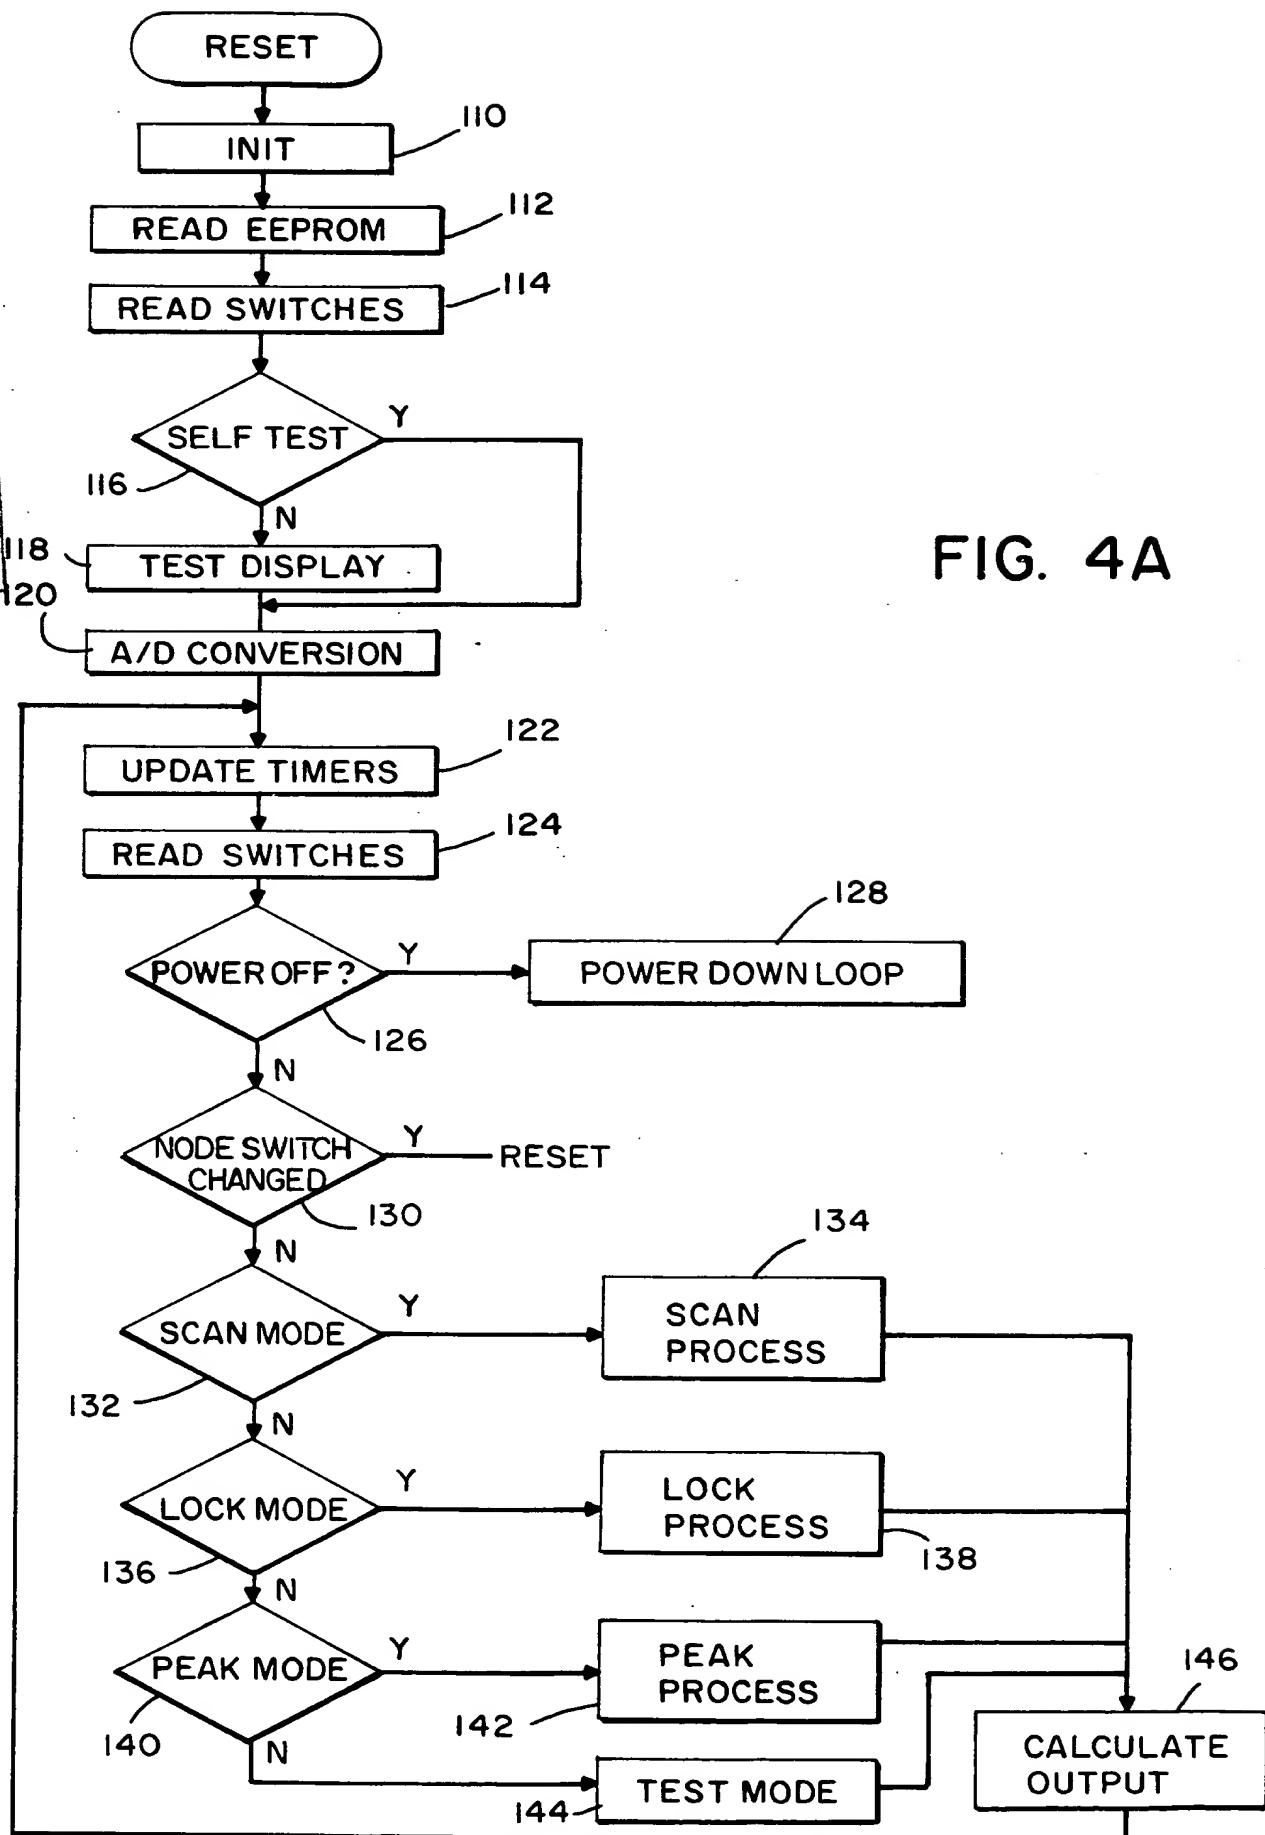 RESET
110
INIT
112
READ EEPROM
114
READ SWITCHES
Y
SELF TEST
116
N
118
TEST DISPLAY
120
A/D CONVERSION
FIG. 4A
122
UPDATE TIMERS
124
READ SWITCHES
128
Y
POWER OFF?
POWER DOWN LOOP
126
N
NODE SWITCH
CHANGED
Y
RESET
130
N
134
SCAN MODE
Y
SCAN
PROCESS
132
N
LOCK MODE
Y
LOCK
PROCESS
136
138
N
PEAK MODE
Y
PEAK
PROCESS
140
142
N
146
CALCULATE
OUTPUT
TEST MODE
144